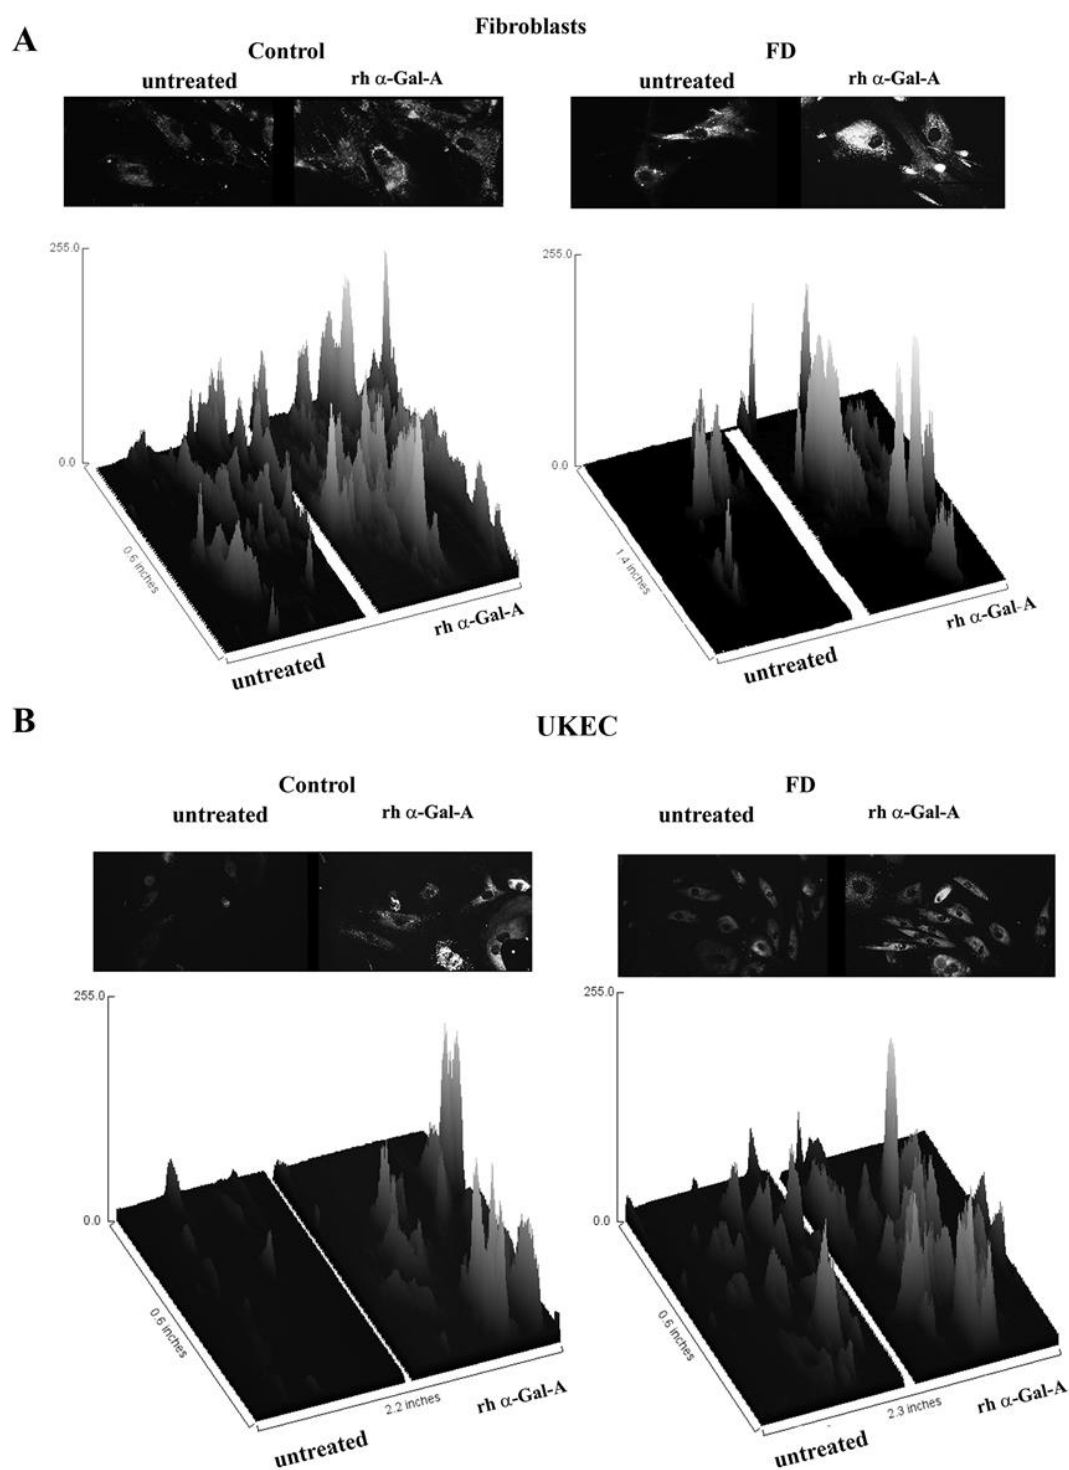 A
Fibroblasts
Control
FD
untreated
rh α-Gal-A
untreated
rh α-Gal-A
255.0
0.0
0.6 inches
untreated
rh α-Gal-A
255.0
0.0
1.4 inches
untreated
rh α-Gal-A
B
UKEC
Control
FD
untreated
rh α-Gal-A
untreated
rh α-Gal-A
255.0
0.0
0.6 inches
2.2 inches
untreated
rh α-Gal-A
255.0
0.0
0.6 inches
2.3 inches
untreated
rh α-Gal-A